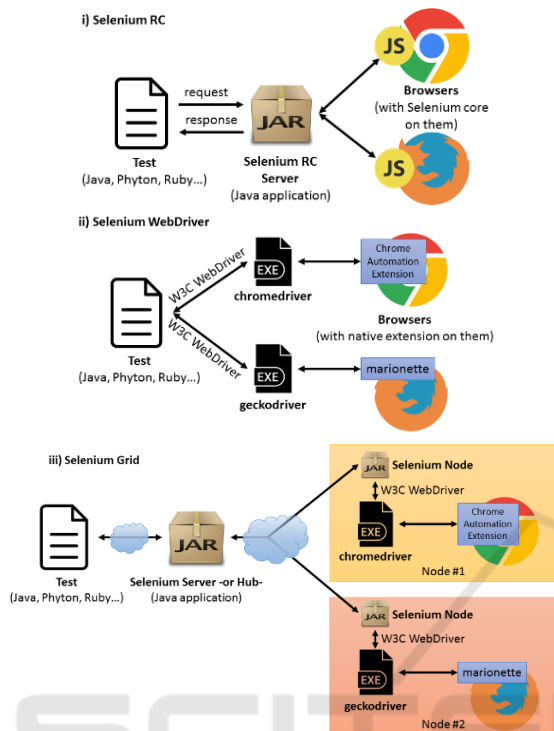 i) Selenium RC
JS
request
response
JAR
Browsers
(with Selenium core
on them)
Test
(Java, Phyton, Ruby...)
Selenium RC
Server
(Java application)
JS
ii) Selenium WebDriver
W3C WebDriver
EXE
chromedriver
Chrome
Automation
Extension
Browsers
(with native extension on them)
W3C WebDriver
Test
(Java, Phyton, Ruby...)
EXE
geckodriver
marionette
iii) Selenium Grid
JAR
Selenium Node
W3C WebDriver
EXE
chromedriver
Chrome
Automation
Extension
Node #1
JAR
Test
(Java, Phyton, Ruby...)
Selenium Server -or Hub-
(Java application)
JAR
Selenium Node
W3C WebDriver
EXE
geckodriver
marionette
Node #2